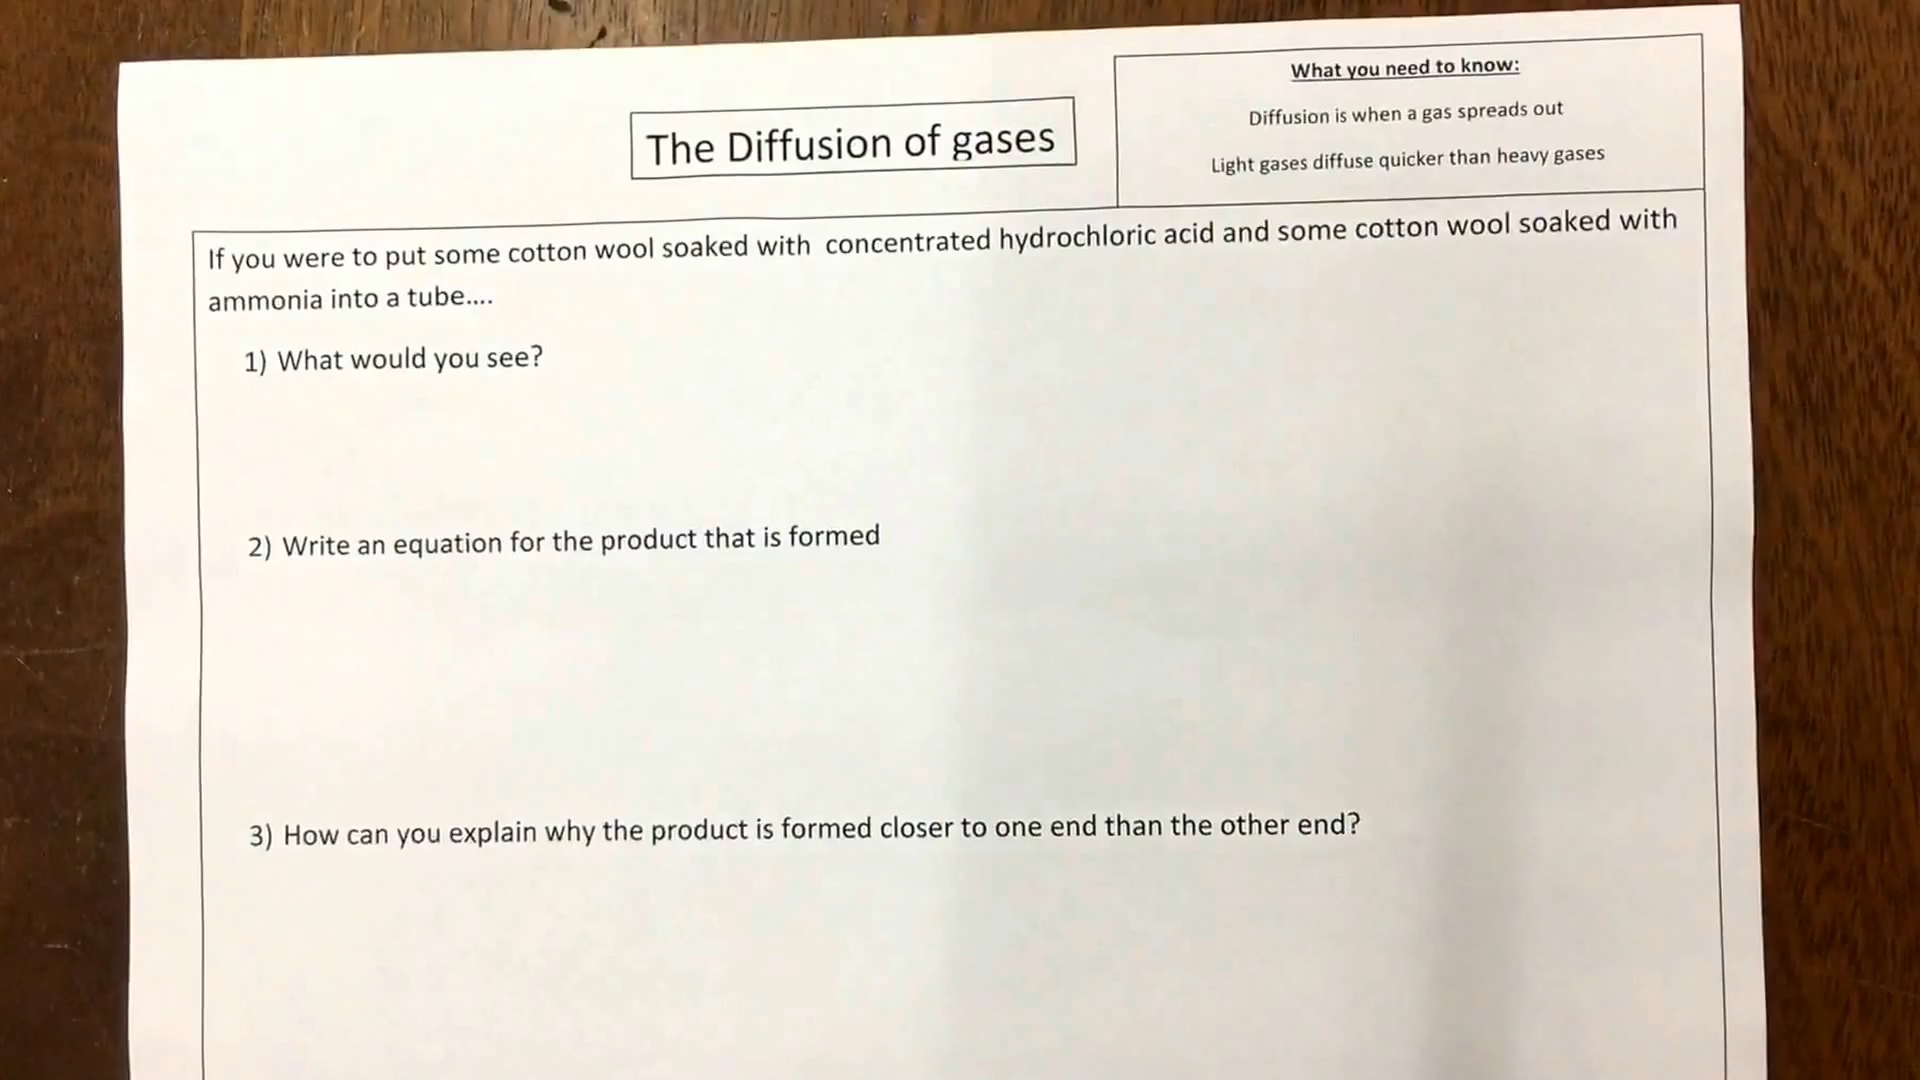 The Diffusion of gases
What you need to know:
Diffusion is when a gas spreads out
Light gases diffuse quicker than heavy gases
If you were to put some cotton wool soaked with concentrated hydrochloric acid and some cotton wool soaked with
ammonia into a tube....
1) What would you see?
2) Write an equation for the product that is formed
3) How can you explain why the product is formed closer to one end than the other end?